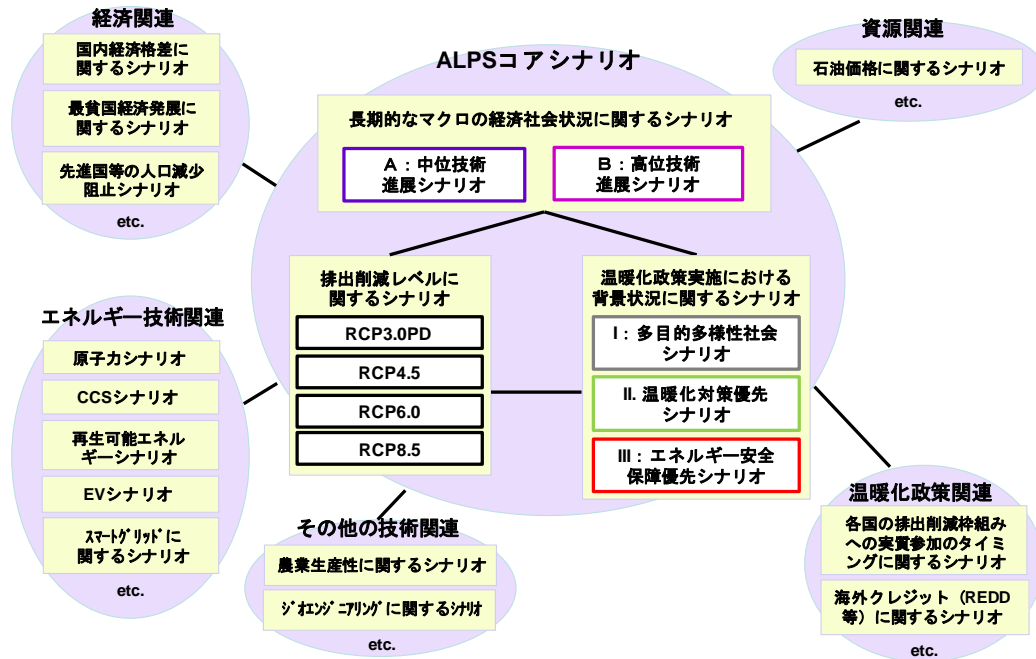 経済関連
国内経済格差に
関するシナリオ
最貧国経済発展に
関するシナリオ
先進国等の人口減少
阻止シナリオ
etc.
ALPSコアシナリオ
長期的なマクロの経済社会状況に関するシナリオ
A：中位技術
進展シナリオ
B：高位技術
進展シナリオ
資源関連
石油価格に関するシナリオ
etc.
排出削減レベルに
関するシナリオ
RCP3.0PD
RCP4.5
RCP6.0
RCP8.5
温暖化政策実施における
背景状況に関するシナリオ
I：多目的多様性社会
シナリオ
II. 温暖化対策優先
シナリオ
III：エネルギー安全
保障優先シナリオ
エネルギー技術関連
原子力シナリオ
CCSシナリオ
再生可能エネル
ギーシナリオ
EVシナリオ
ｽﾏｰﾄｸﾞﾘｯﾄﾞに
関するシナリオ
etc.
その他の技術関連
農業生産性に関するシナリオ
ｼﾞｵｴﾝｼﾞﾆｱﾘﾝｸﾞに関するｼﾅﾘｵ
etc.
温暖化政策関連
各国の排出削減枠組み
への実質参加のタイミ
ングに関するシナリオ
海外クレジット（REDD
等）に関するシナリオ
etc.